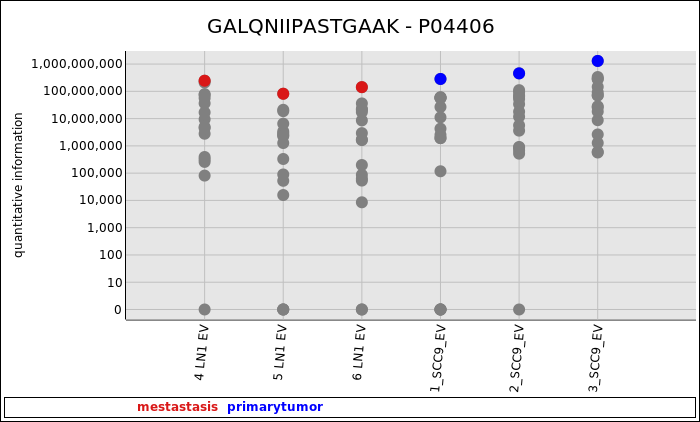 GALQNIIPASTGAAK - P04406
quantitative information
1,000,000,000
100,000,000
10,000,000
1,000,000
100,000
10,000
1,000
100
10
0
4 LN1 EV
5 LN1 EV
6 LN1 EV
1_SCC9_EV
2_SCC9_EV
3_SCC9_EV
mestastasis primarytumor